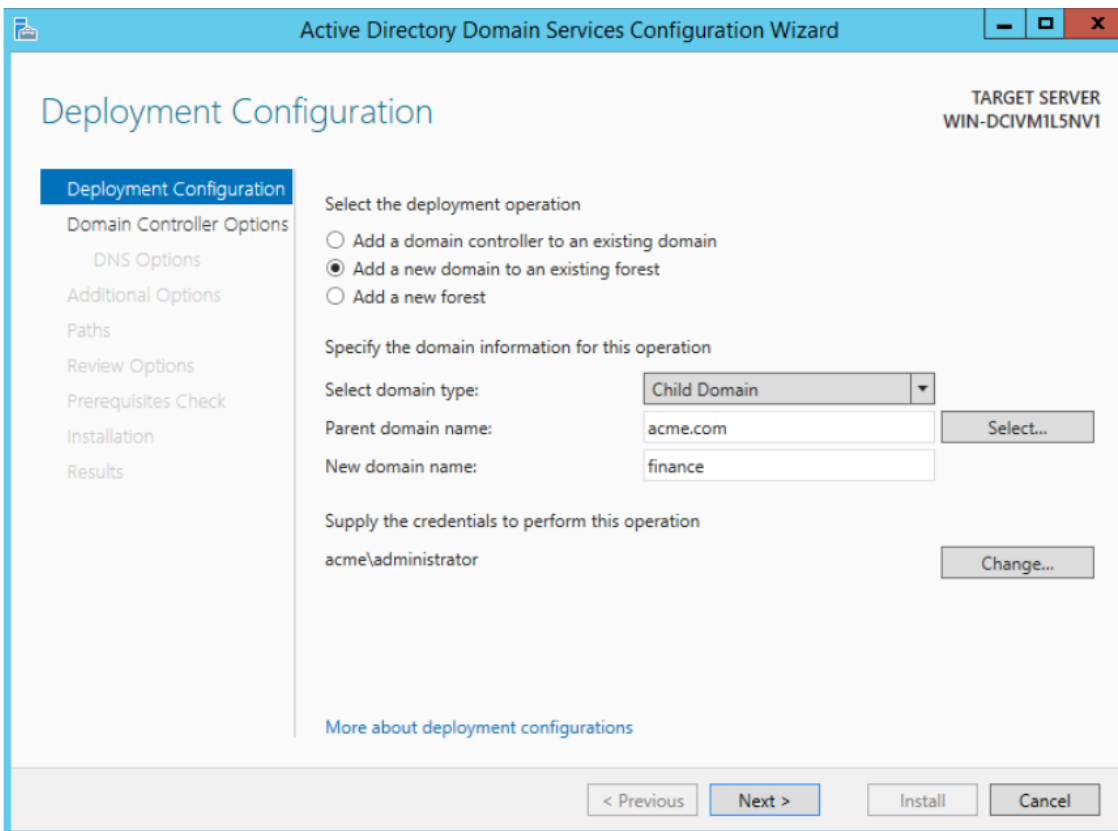 Active Directory Domain Services Configuration Wizard
Deployment Configuration
TARGET SERVER
WIN-DCIVM1L5NV1
Deployment Configuration
Domain Controller Options
DNS Options
Additional Options
Paths
Review Options
Prerequisites Check
Installation
Results
Select the deployment operation
Add a domain controller to an existing domain
Add a new domain to an existing forest
Add a new forest
Specify the domain information for this operation
Select domain type: Child Domain
Parent domain name: acme.com Select...
New domain name: finance
Supply the credentials to perform this operation
acme\administrator Change...
More about deployment configurations
< Previous Next > Install Cancel